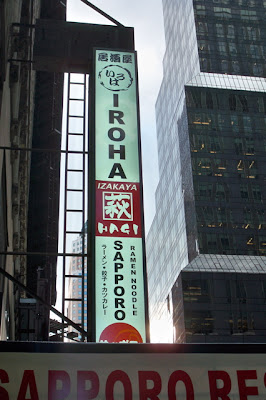 居酒屋
いろは
IROHA
IZAKAYA
萩
HAGI
SAPPORO
RAMEN NOODLE
ラーメン★餃子★カツカレー
SAPPORO RES